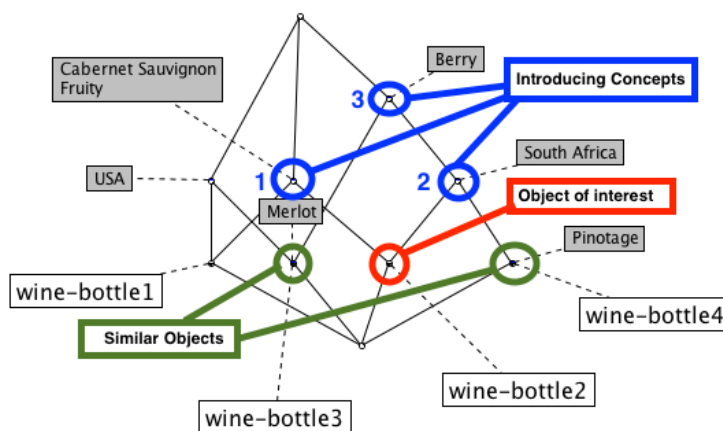 Berry
Cabernet Sauvignon
Fruity
Introducing Concepts
3
South Africa
USA
1
2
Merlot
Object of interest
Pinotage
wine-bottle1
wine-bottle4
Similar Objects
wine-bottle2
wine-bottle3